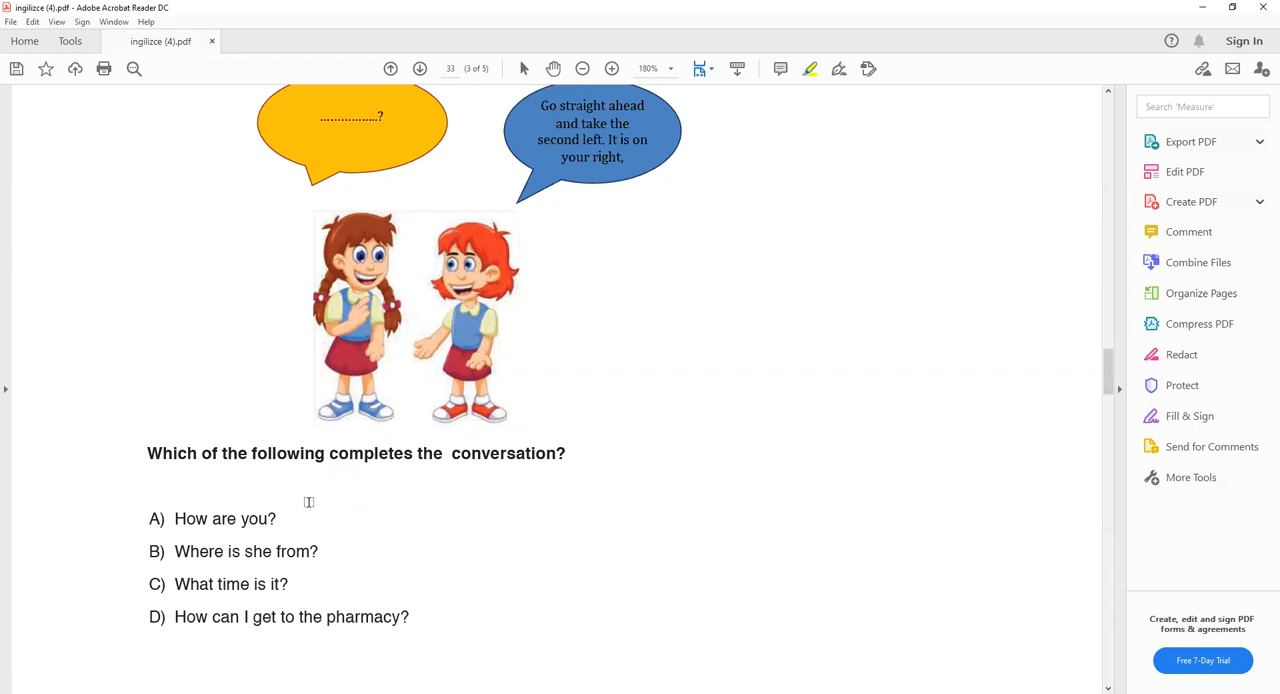 ingilizce (4).pdf - Adobe Acrobat Reader DC
File Edit View Sign Window Help
Home Tools ingilizce (4).pdf × Sign In
33 (3 of 5) 180%
Search 'Measure'
Export PDF
Edit PDF
Create PDF
Comment
Combine Files
Organize Pages
Compress PDF
Redact
Protect
Fill & Sign
Send for Comments
More Tools
Create, edit and sign PDF
forms & agreements
Free 7-Day Trial
..................?
Go straight ahead
and take the
second left. It is on
your right,
Which of the following completes the conversation?
A) How are you?
B) Where is she from?
C) What time is it?
D) How can I get to the pharmacy?